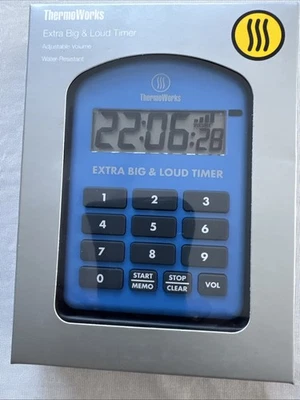 ThermoWorks
Extra Big & Loud Timer
Adjustable volume
Water Resistant
ThermoWorks
22:06:28
EXTRA BIG & LOUD TIMER
1 2 3
4 5 6
7 8 9
0 START/MEMO STOP/CLEAR VOL